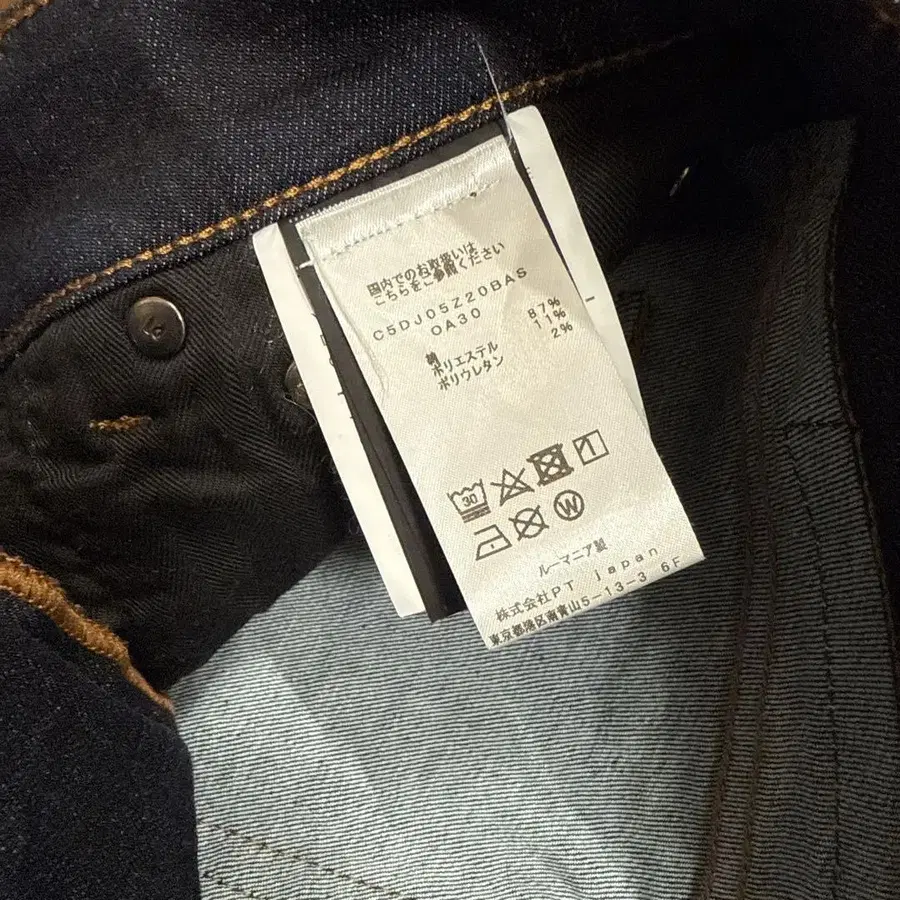 国内でのお取扱いは
こちらをご参照ください
C5DJ05Z20BAS
OA30
綿 87%
ポリエステル 11%
ポリウレタン 2%
30
W
ルーマニア製
株式会社PT Japan
東京都港区南青山5-13-3 6F